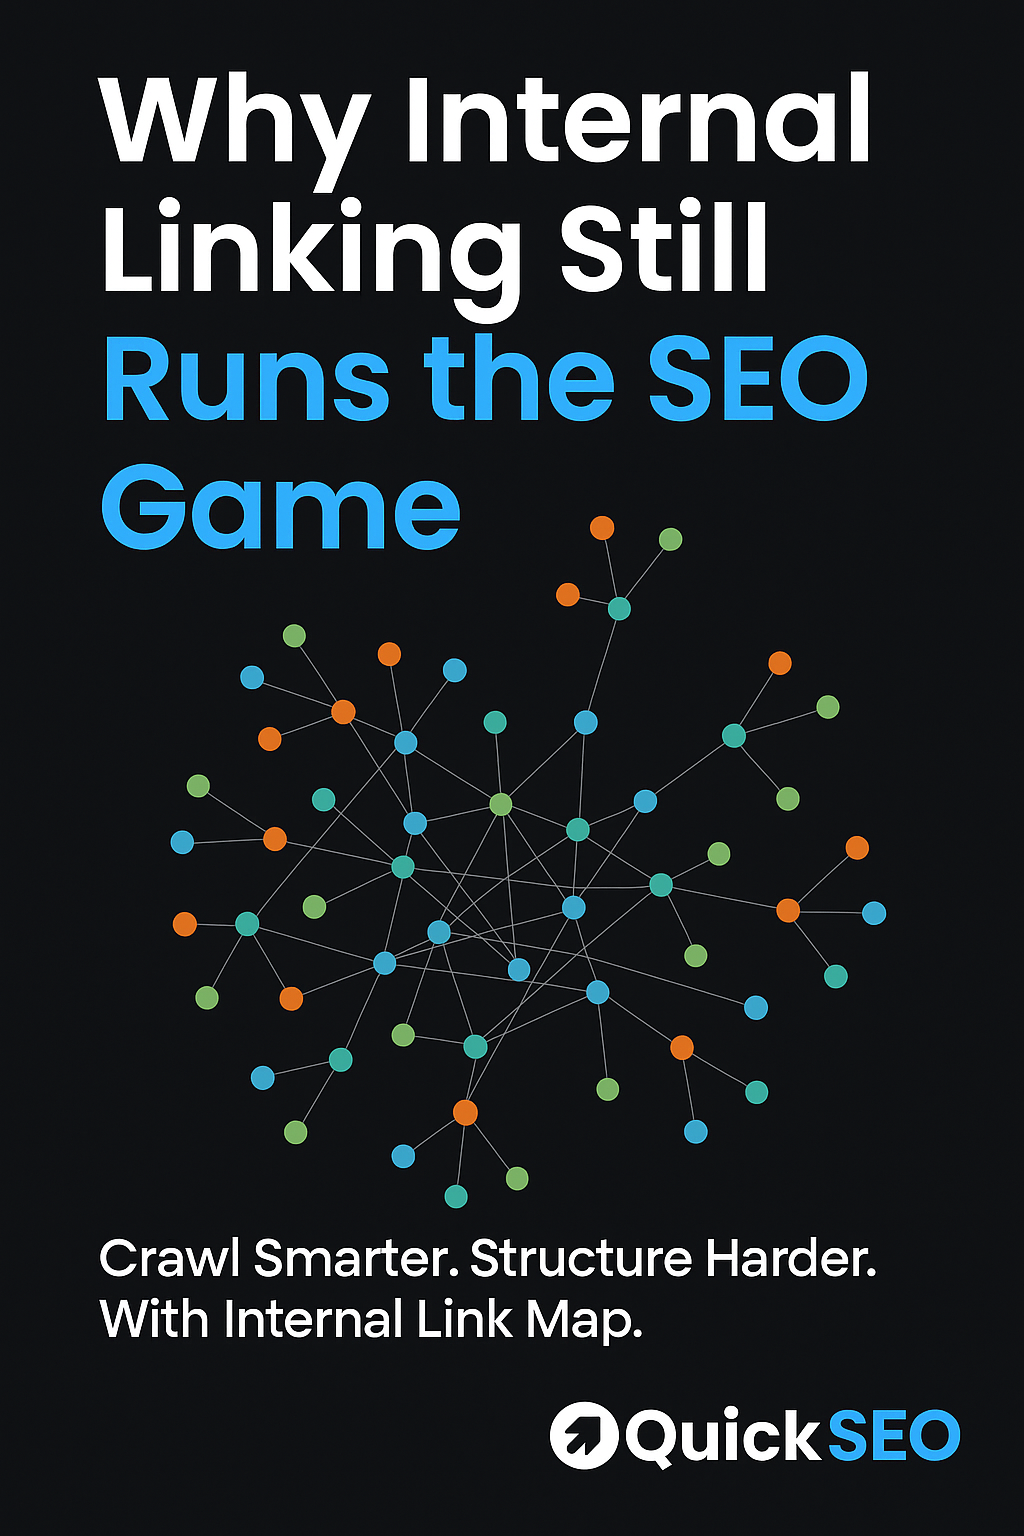 Why Internal
Linking Still
Runs the SEO
Game
Crawl Smarter. Structure Harder.
With Internal Link Map.
QuickSEO